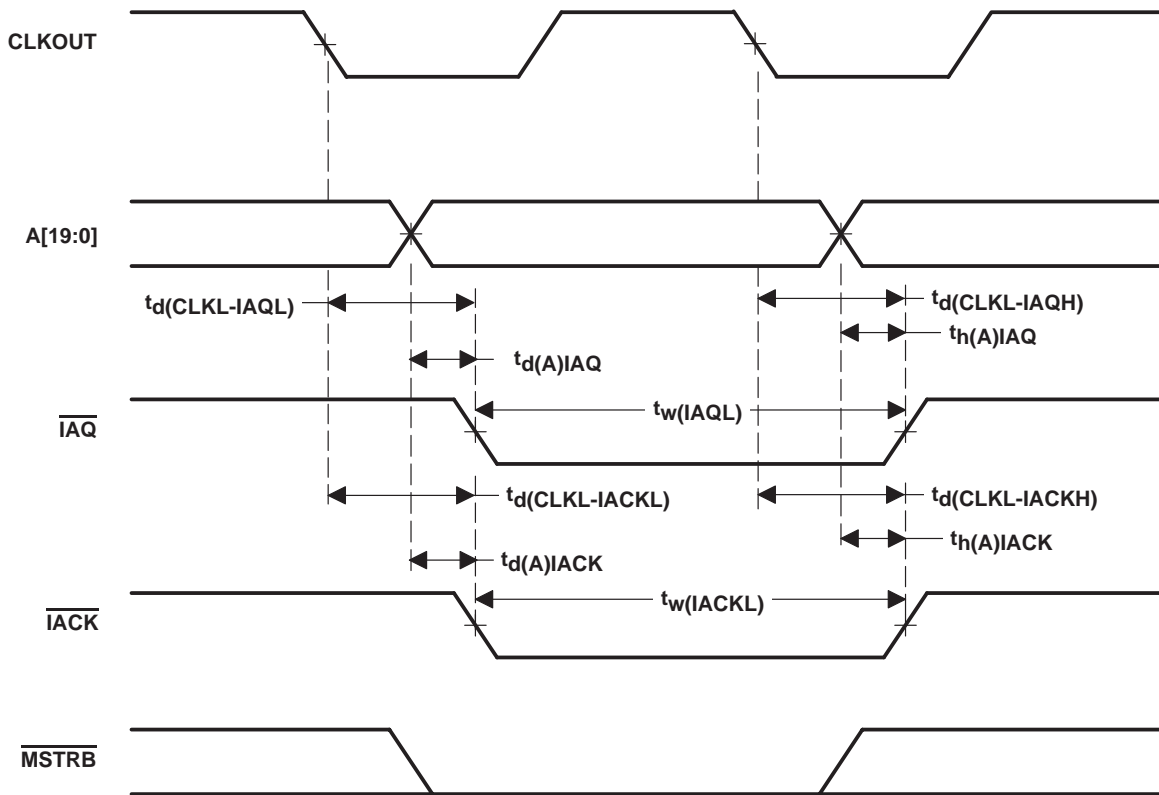 CLKOUT
A[19:0]
td(CLKL-IAQL)
td(CLKL-IAQH)
th(A)IAQ
td(A)IAQ
tw(IAQL)
IAQ
td(CLKL-IACKL)
td(CLKL-IACKH)
th(A)IACK
td(A)IACK
tw(IACKL)
IACK
MSTRB